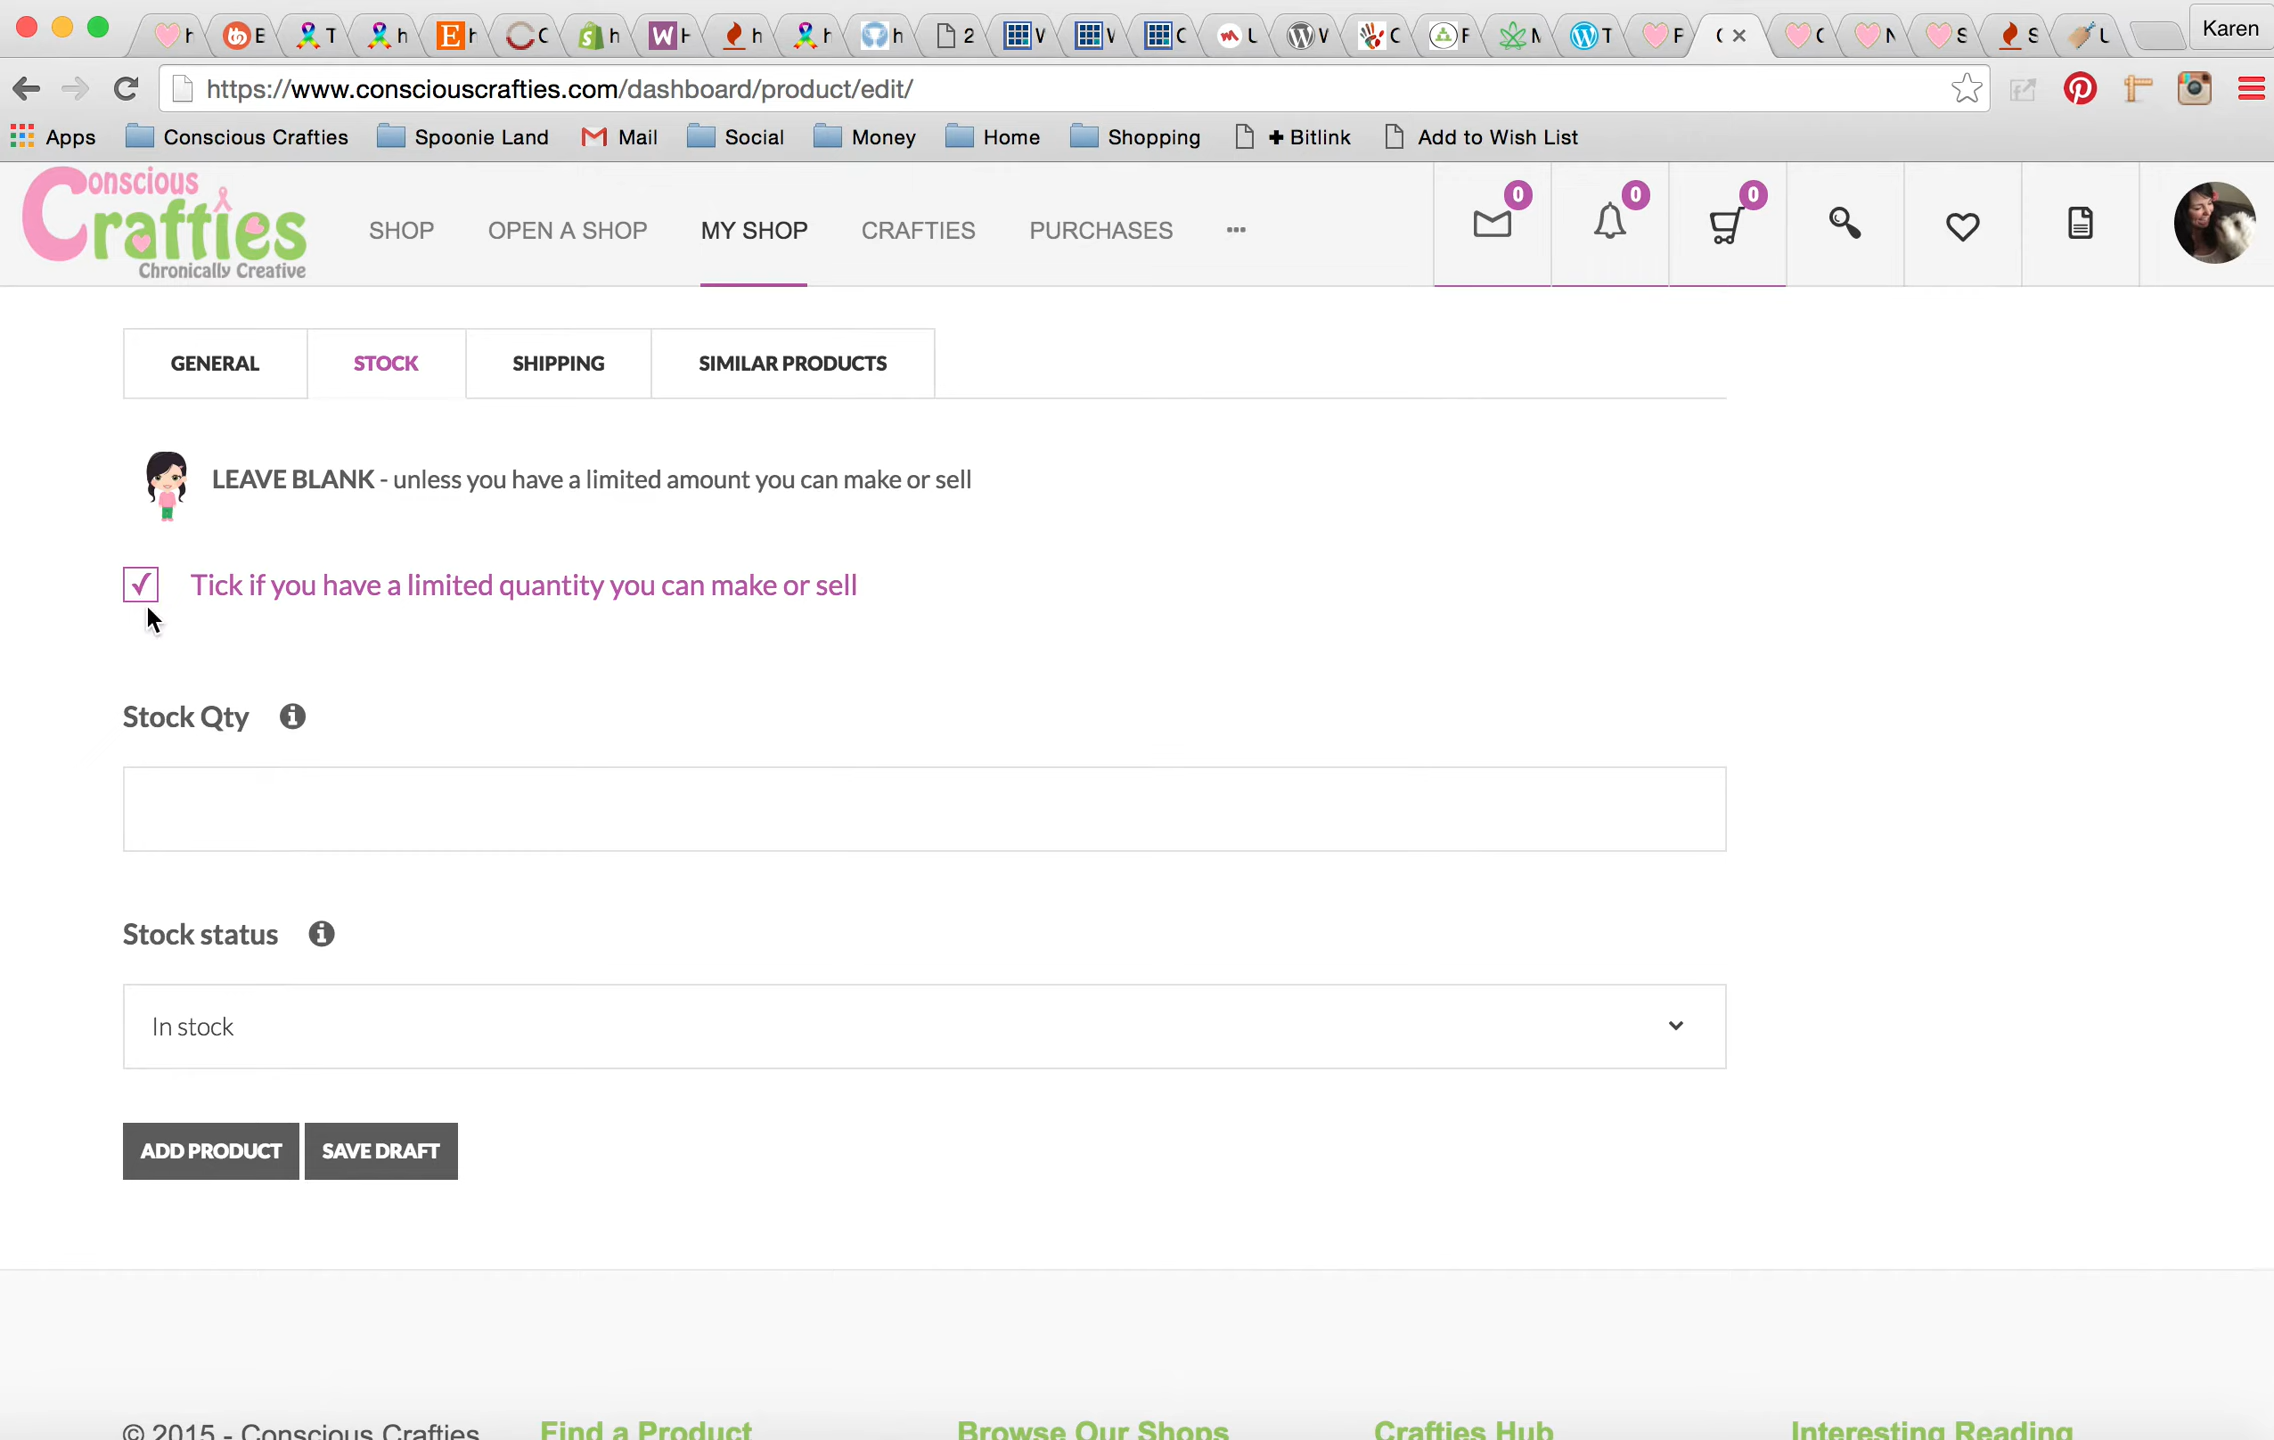 h E T h E h C h W H h h h 2 W W C U W C F M T F C C N S S U Karen
https://www.consciouscrafties.com/dashboard/product/edit/
Apps Conscious Crafties Spoonie Land Mail Social Money Home Shopping + Bitlink Add to Wish List
Conscious
Crafties
Chronically Creative
SHOP OPEN A SHOP MY SHOP CRAFTIES PURCHASES ... 0 0 0
GENERAL STOCK SHIPPING SIMILAR PRODUCTS
LEAVE BLANK - unless you have a limited amount you can make or sell
Tick if you have a limited quantity you can make or sell
Stock Qty
Stock status
In stock
ADD PRODUCT SAVE DRAFT
© 2015 - Conscious Crafties Find a Product Browse Our Shops Crafties Hub Interesting Reading